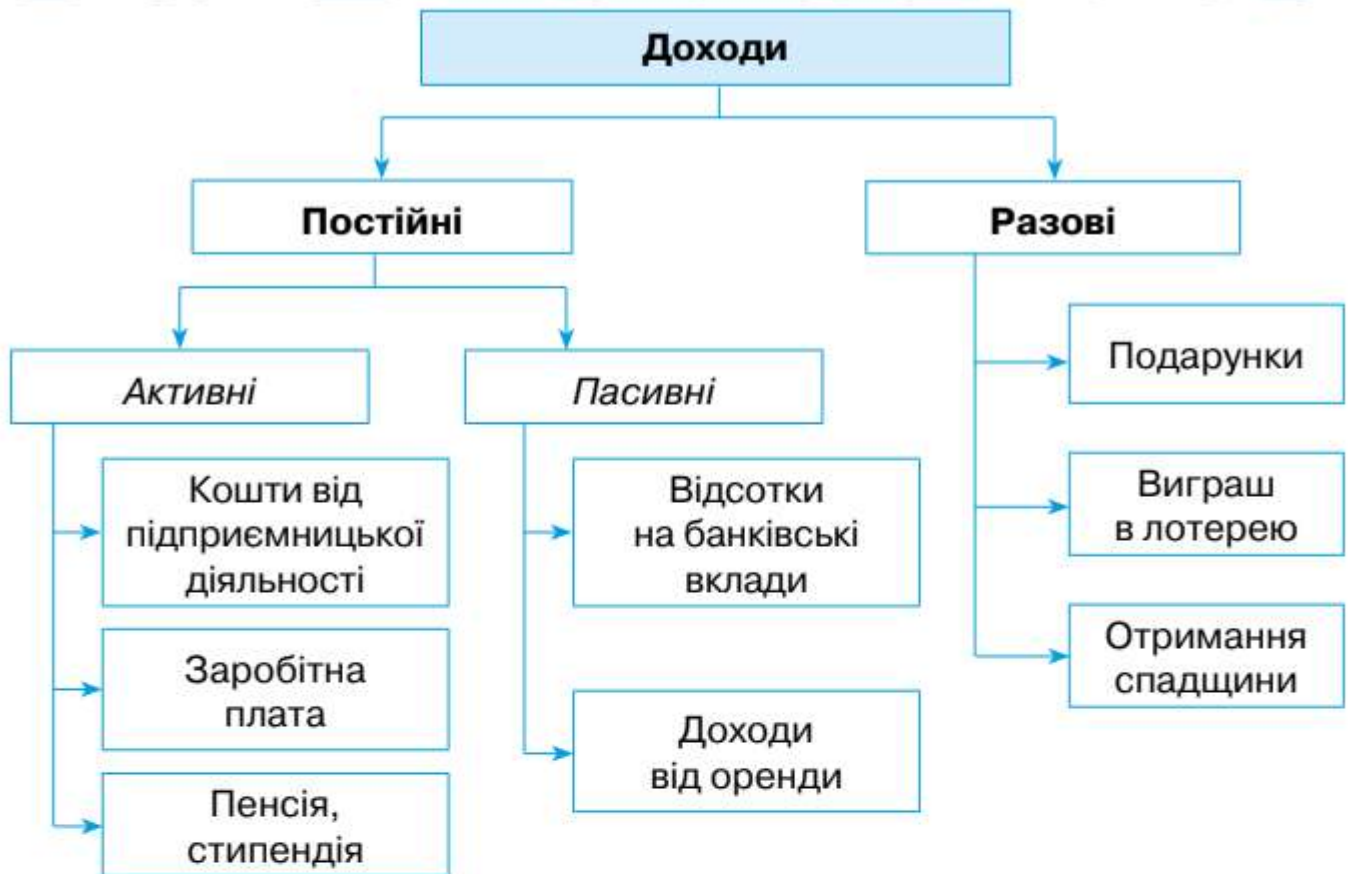 Доходи
Постійні
Разові
Активні
Пасивні
Кошти від
підприємницької
діяльності
Заробітна
плата
Пенсія,
стипендія
Відсотки
на банківські
вклади
Доходи
від оренди
Подарунки
Виграш
в лотерею
Отримання
спадщини